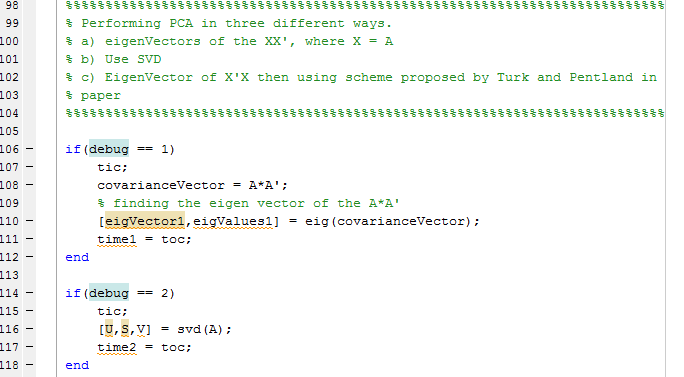 98 %%%%%%%%%%%%%%%%%%%%%%%%%%%%%%%%%%%%%%%%%%%%%%%%%%%%%%%%%%%%%%%%%%%%%%%%%%%
99 % Performing PCA in three different ways.
100 % a) eigenVectors of the XX', where X = A
101 % b) Use SVD
102 % c) EigenVector of X'X then using scheme proposed by Turk and Pentland in
103 % paper
104 %%%%%%%%%%%%%%%%%%%%%%%%%%%%%%%%%%%%%%%%%%%%%%%%%%%%%%%%%%%%%%%%%%%%%%%%%%%
105
106 – if(debug == 1)
107 – tic;
108 – covarianceVector = A*A';
109 % finding the eigen vector of the A*A'
110 – [eigVector1,eigValues1] = eig(covarianceVector);
111 – time1 = toc;
112 – end
113
114 – if(debug == 2)
115 – tic;
116 – [U,S,V] = svd(A);
117 – time2 = toc;
118 – end